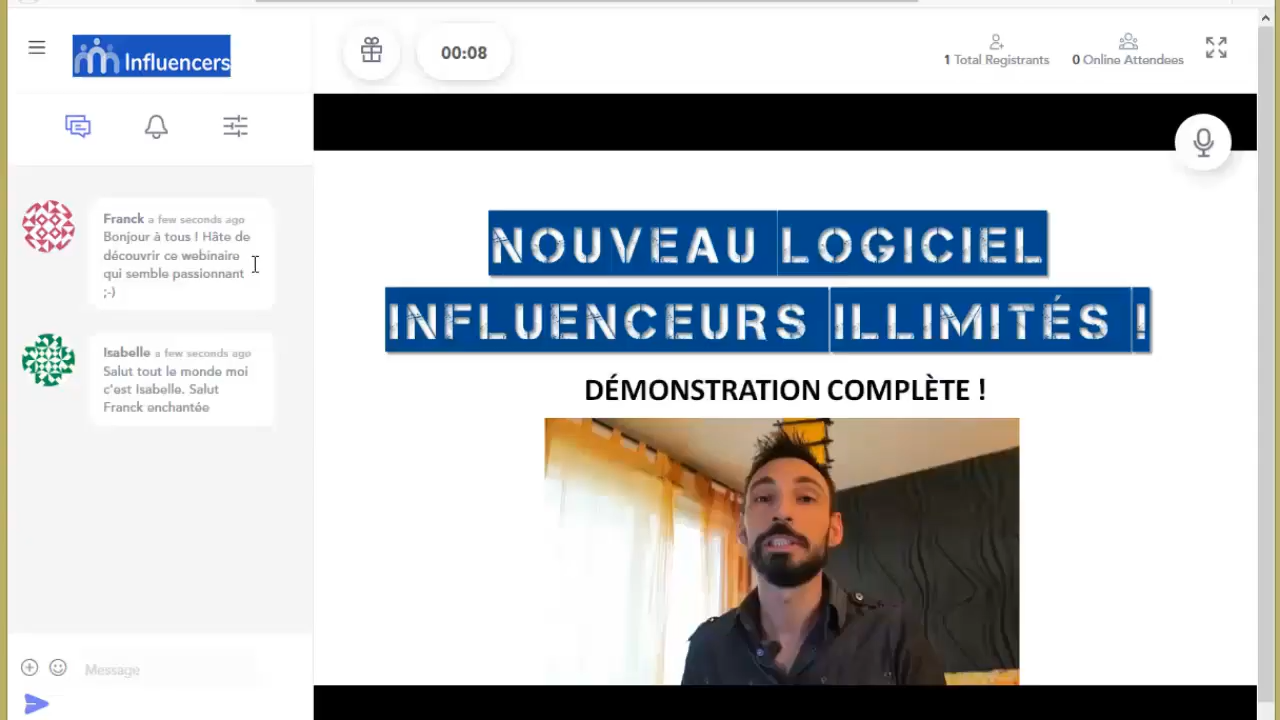 Influencers
00:08
1 Total Registrants
0 Online Attendees
Franck a few seconds ago
Bonjour à tous ! Hâte de
découvrir ce webinaire
qui semble passionnant
;-)
Isabelle a few seconds ago
Salut tout le monde moi
c'est Isabelle. Salut
Franck enchantée
Message
NOUVEAU LOGICIEL
INFLUENCEURS ILLIMITÉS !
DÉMONSTRATION COMPLÈTE !